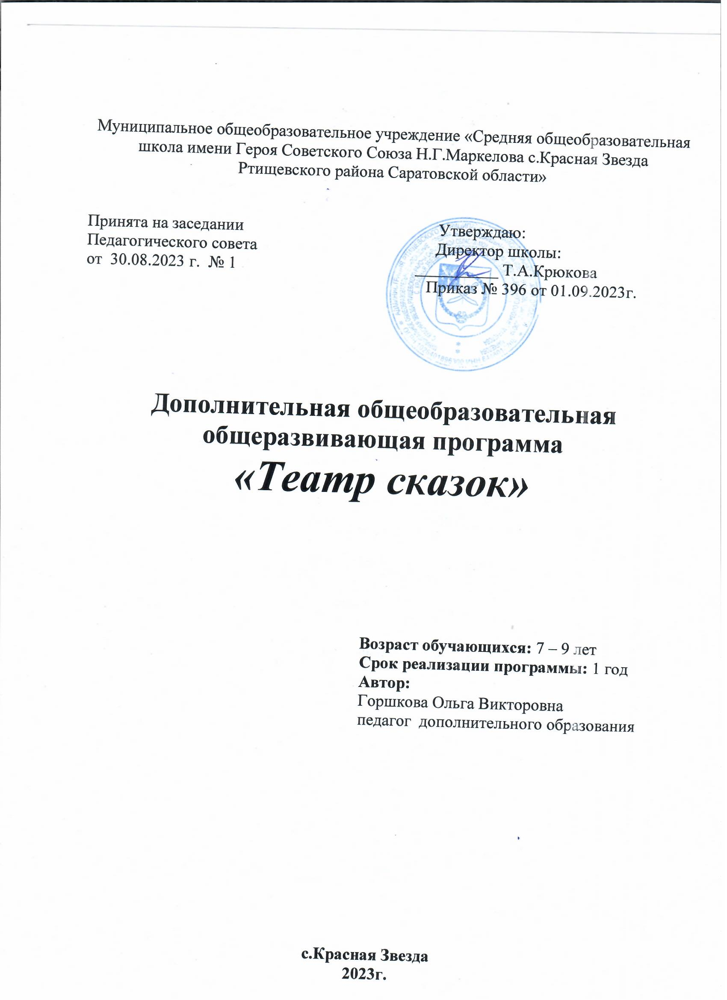 Муниципальное общеобразовательное учреждение «Средняя общеобразовательная
школа имени Героя Советского Союза Н.Г.Маркелова с.Красная Звезда
Ртищевского района Саратовской области»
Принята на заседании
Педагогического совета
от 30.08.2023 г. № 1
Утверждаю:
Директор школы:
__________ Т.А.Крюкова
Приказ № 396 от 01.09.2023г.
Дополнительная общеобразовательная
общеразвивающая программа
«Театр сказок»
Возраст обучающихся: 7 – 9 лет
Срок реализации программы: 1 год
Автор:
Горшкова Ольга Викторовна
педагог дополнительного образования
с.Красная Звезда
2023г.